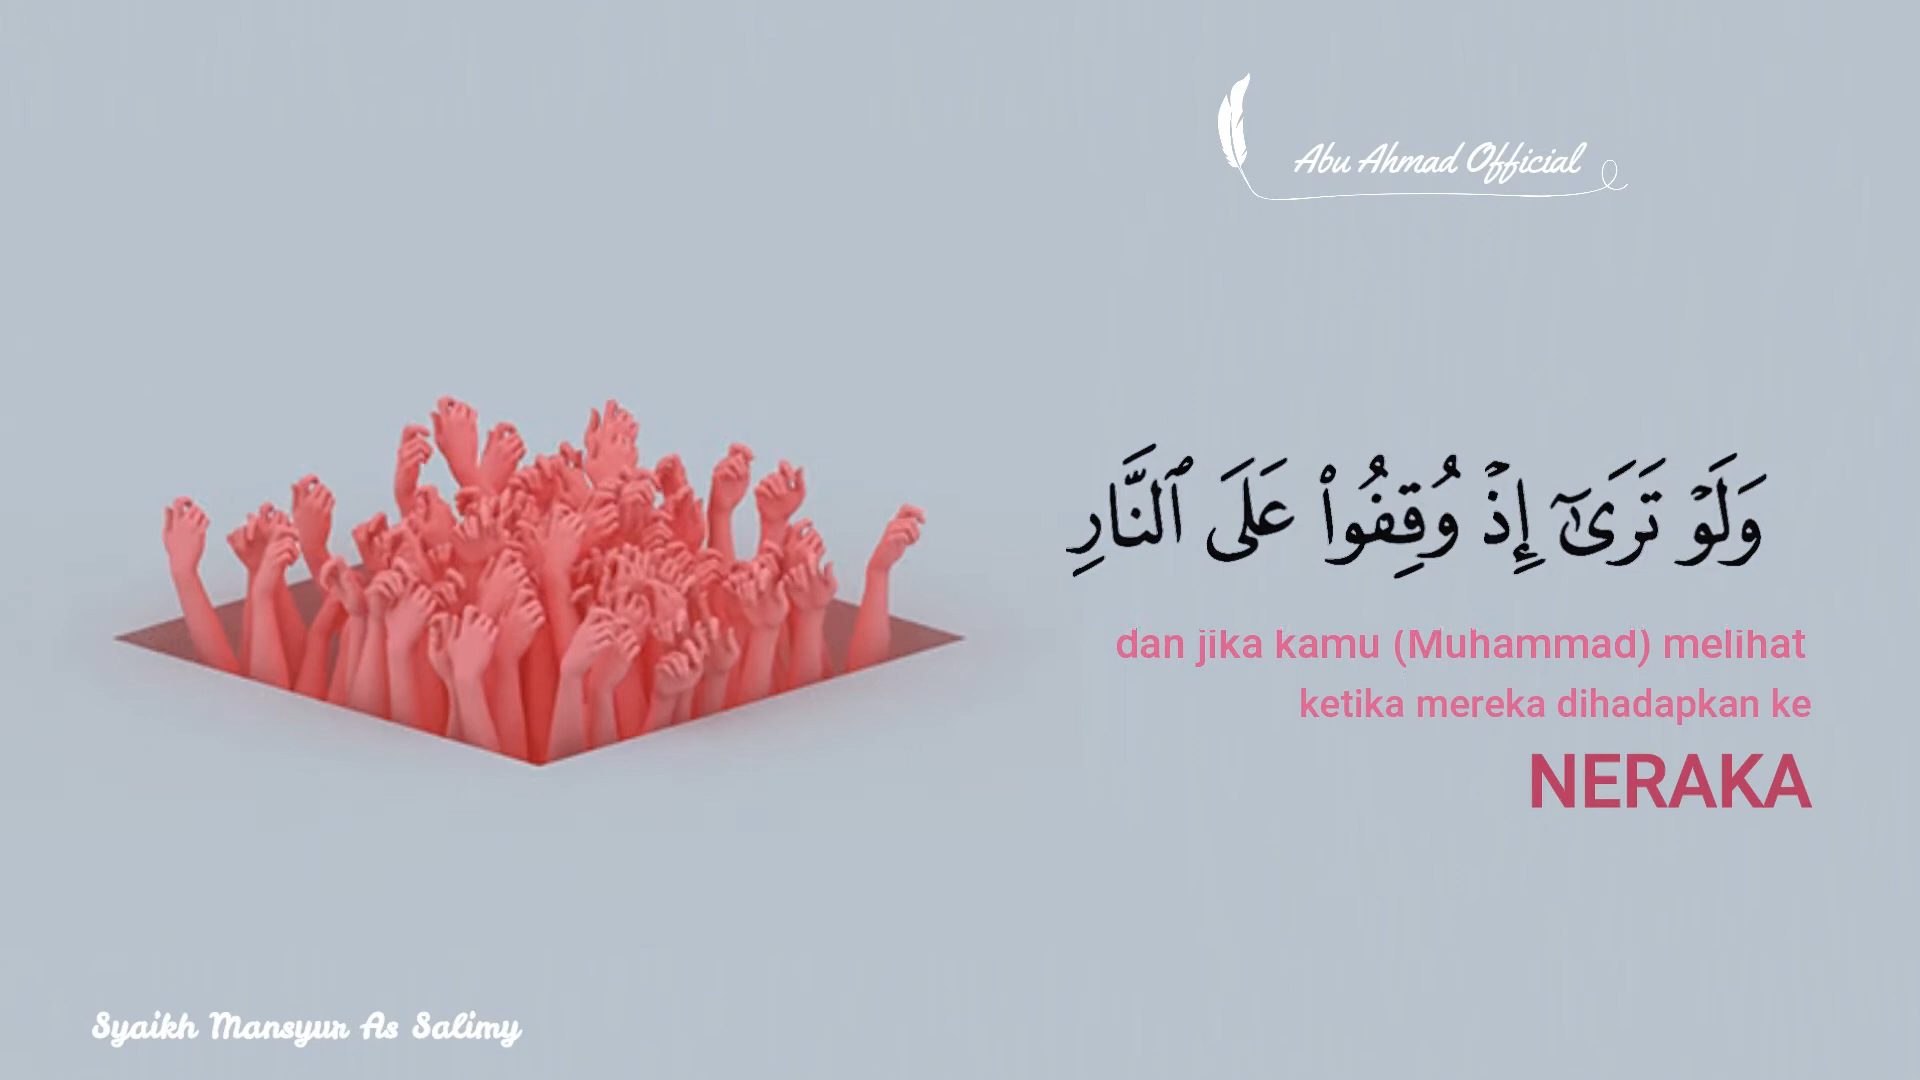 Abu Ahmad Official
وَلَوْ تَرَىٰٓ إِذْ وُقِفُوا۟ عَلَى ٱلنَّارِ
dan jika kamu (Muhammad) melihat
ketika mereka dihadapkan ke
NERAKA
Syaikh Mansyur As Salimy